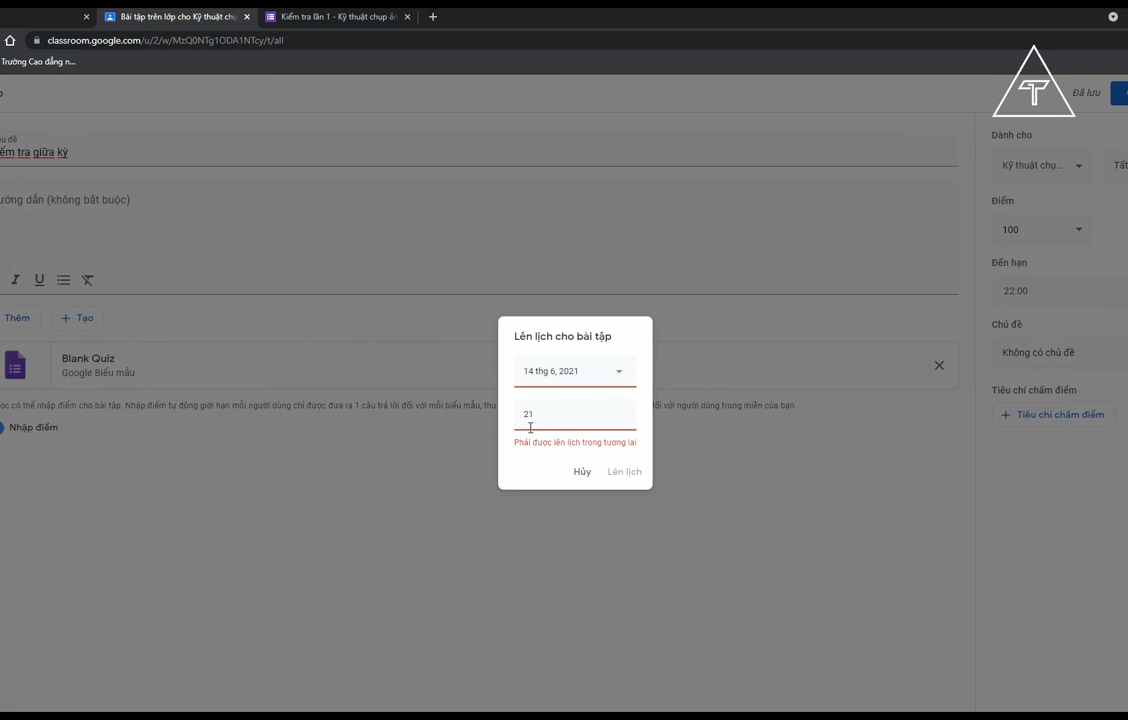 Bài tập trên lớp cho Kỹ thuật chụ
Kiểm tra lần 1 - Kỹ thuật chụp ản
classroom.google.com/u/2/w/MzQ0NTg1ODA1NTcy/t/all
Trường Cao đẳng n...
Đã lưu
Dành cho
iêu đề
iểm tra giữa kỳ
Kỹ thuật chụ...
Tất
ướng dẫn (không bắt buộc)
Điểm
100
Đến hạn
22:00
Thêm
Tạo
Chủ đề
Không có chủ đề
Lên lịch cho bài tập
14 thg 6, 2021
21
Phải được lên lịch trong tương lai
Hủy
Lên lịch
Blank Quiz
Google Biểu mẫu
Tiêu chí chấm điểm
Tiêu chí chấm điểm
ọc có thể nhập điểm cho bài tập. Nhập điểm tự động giới hạn mỗi người dùng chỉ được đưa ra 1 câu trả lời đối với mỗi biểu mẫu, thu
đối với người dùng trong miền của bạn.
Nhập điểm